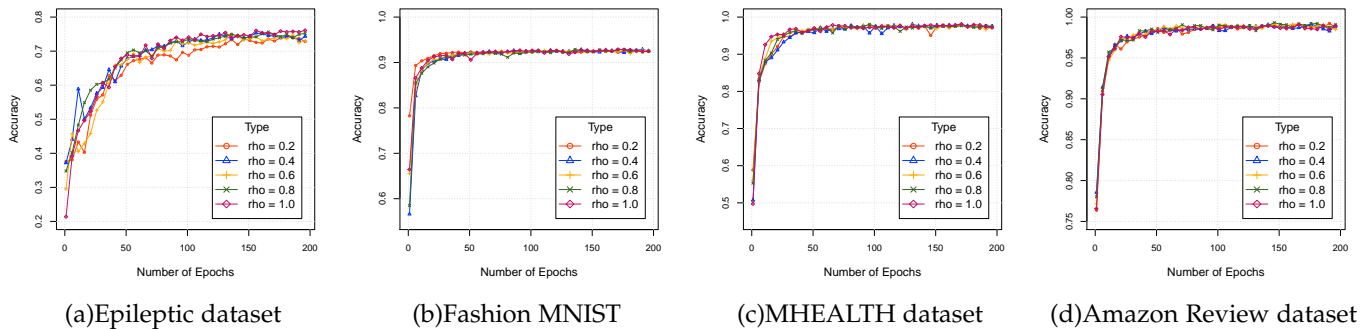 0.8
0.7
0.6
0.5
0.4
0.3
0.2
Accuracy
0 50 100 150 200
Number of Epochs
Type
rho = 0.2
rho = 0.4
rho = 0.6
rho = 0.8
rho = 1.0
(a)Epileptic dataset
1.0
0.9
0.8
0.7
0.6
Accuracy
0 50 100 150 200
Number of Epochs
Type
rho = 0.2
rho = 0.4
rho = 0.6
rho = 0.8
rho = 1.0
(b)Fashion MNIST
1.0
0.9
0.8
0.7
0.6
0.5
Accuracy
0 50 100 150 200
Number of Epochs
Type
rho = 0.2
rho = 0.4
rho = 0.6
rho = 0.8
rho = 1.0
(c)MHEALTH dataset
1.00
0.95
0.90
0.85
0.80
0.75
Accuracy
0 50 100 150 200
Number of Epochs
Type
rho = 0.2
rho = 0.4
rho = 0.6
rho = 0.8
rho = 1.0
(d)Amazon Review dataset